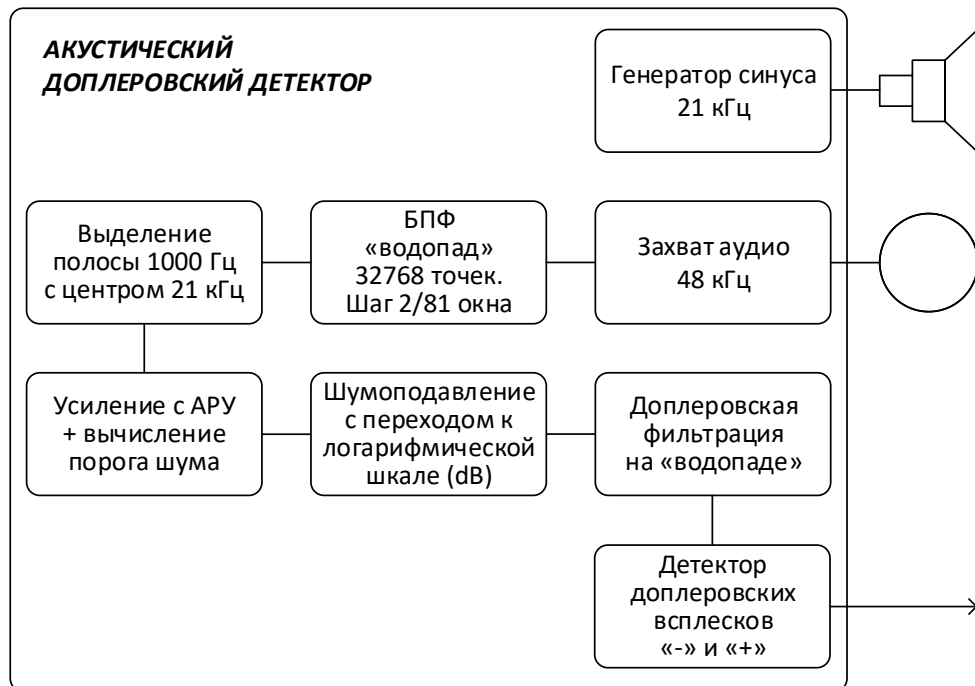 АКУСТИЧЕСКИЙ
ДОПЛЕРОВСКИЙ ДЕТЕКТОР
Генератор синуса
21 кГц
Выделение
полосы 1000 Гц
с центром 21 кГц
БПФ
«водопад»
32768 точек.
Шаг 2/81 окна
Захват аудио
48 кГц
Усиление с АРУ
+ вычисление
порога шума
Шумоподавление
с переходом к
логарифмической
шкале (dB)
Доплеровская
фильтрация
на «водопаде»
Детектор
доплеровских
всплесков
«-» и «+»